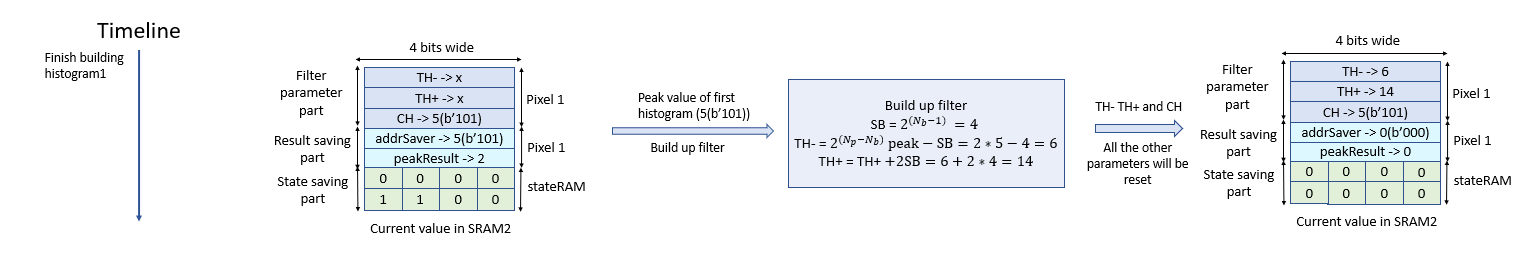 Timeline
Finish building
histogram1
4 bits wide
Filter
parameter
part
TH- -> x
TH+ -> x
CH -> 5(b'101)
Pixel 1
Result saving
part
addrSaver -> 5(b'101)
peakResult -> 2
Pixel 1
State saving
part
0 0 0 0
1 1 0 0
stateRAM
Current value in SRAM2
Peak value of first
histogram (5(b'101))
Build up filter
Build up filter
SB = 2^(N_b−1) = 4
TH- = 2^(N_p−N_b) peak − SB = 2 ∗ 5 − 4 = 6
TH+ = TH+ +2SB = 6 + 2 ∗ 4 = 14
TH- TH+ and CH
All the other
parameters will be
reset
4 bits wide
Filter
parameter
part
TH- -> 6
TH+ -> 14
CH -> 5(b'101)
Pixel 1
Result saving
part
addrSaver -> 0(b'000)
peakResult -> 0
Pixel 1
State saving
part
0 0 0 0
0 0 0 0
stateRAM
Current value in SRAM2